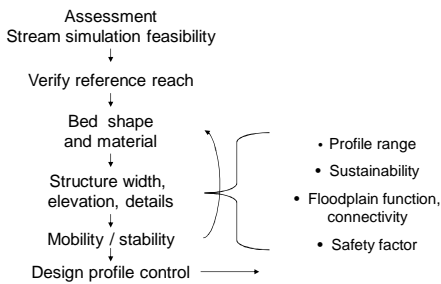 Assessment
Stream simulation feasibility
Verify reference reach
Bed shape
and material
Structure width,
elevation, details
Mobility / stability
Design profile control
• Profile range
• Sustainability
• Floodplain function,
connectivity
• Safety factor